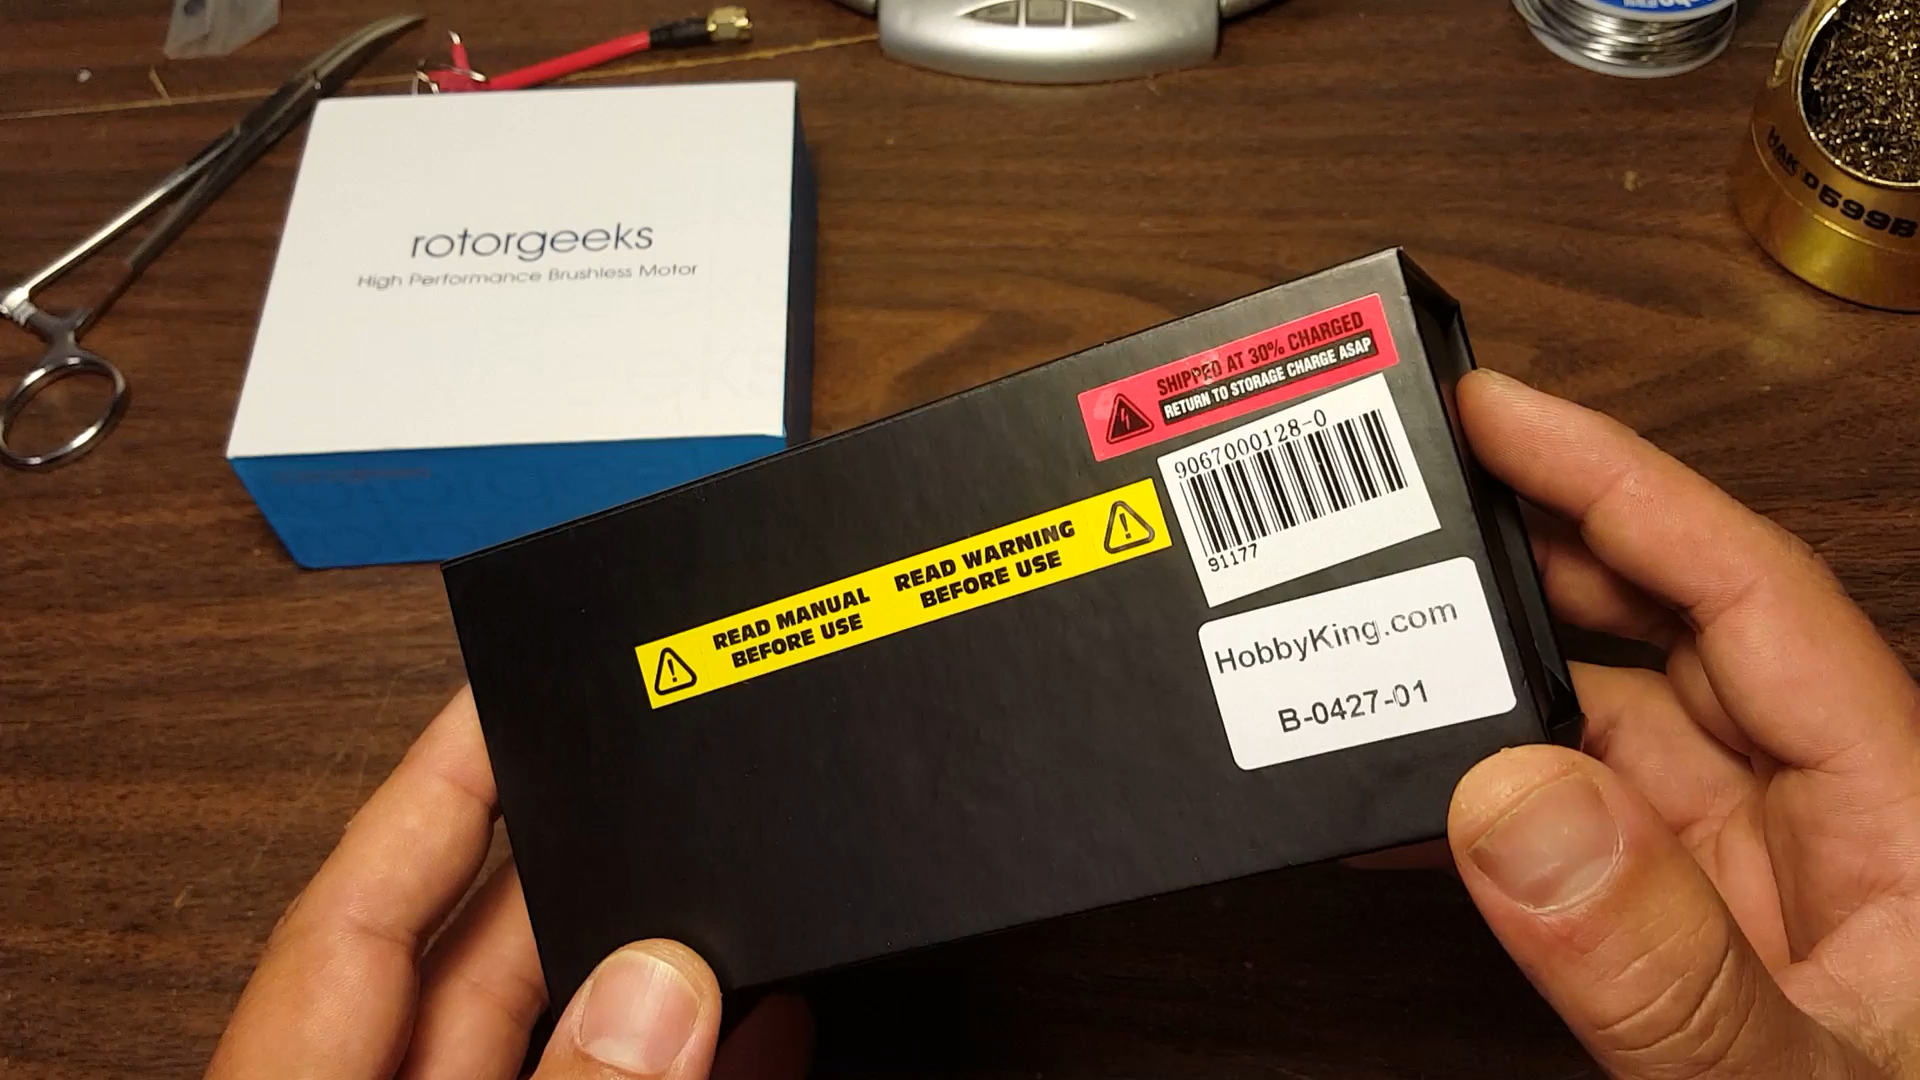 rotorgeeks
High Performance Brushless Motor
SHIPPED AT 30% CHARGED
RETURN TO STORAGE CHARGE ASAP
9067000128-0
91177
READ MANUAL
BEFORE USE
READ WARNING
BEFORE USE
HobbyKing.com
B-0427-01
599B